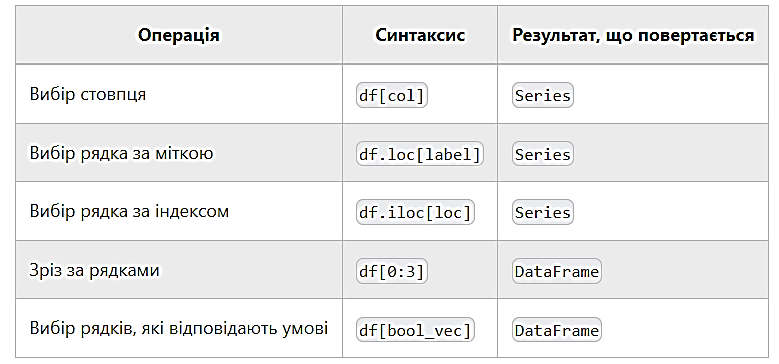 Операція Синтаксис Результат, що повертається
Вибір стовпця df[col] Series
Вибір рядка за міткою df.loc[label] Series
Вибір рядка за індексом df.iloc[loc] Series
Зріз за рядками df[0:3] DataFrame
Вибір рядків, які відповідають умові df[bool_vec] DataFrame